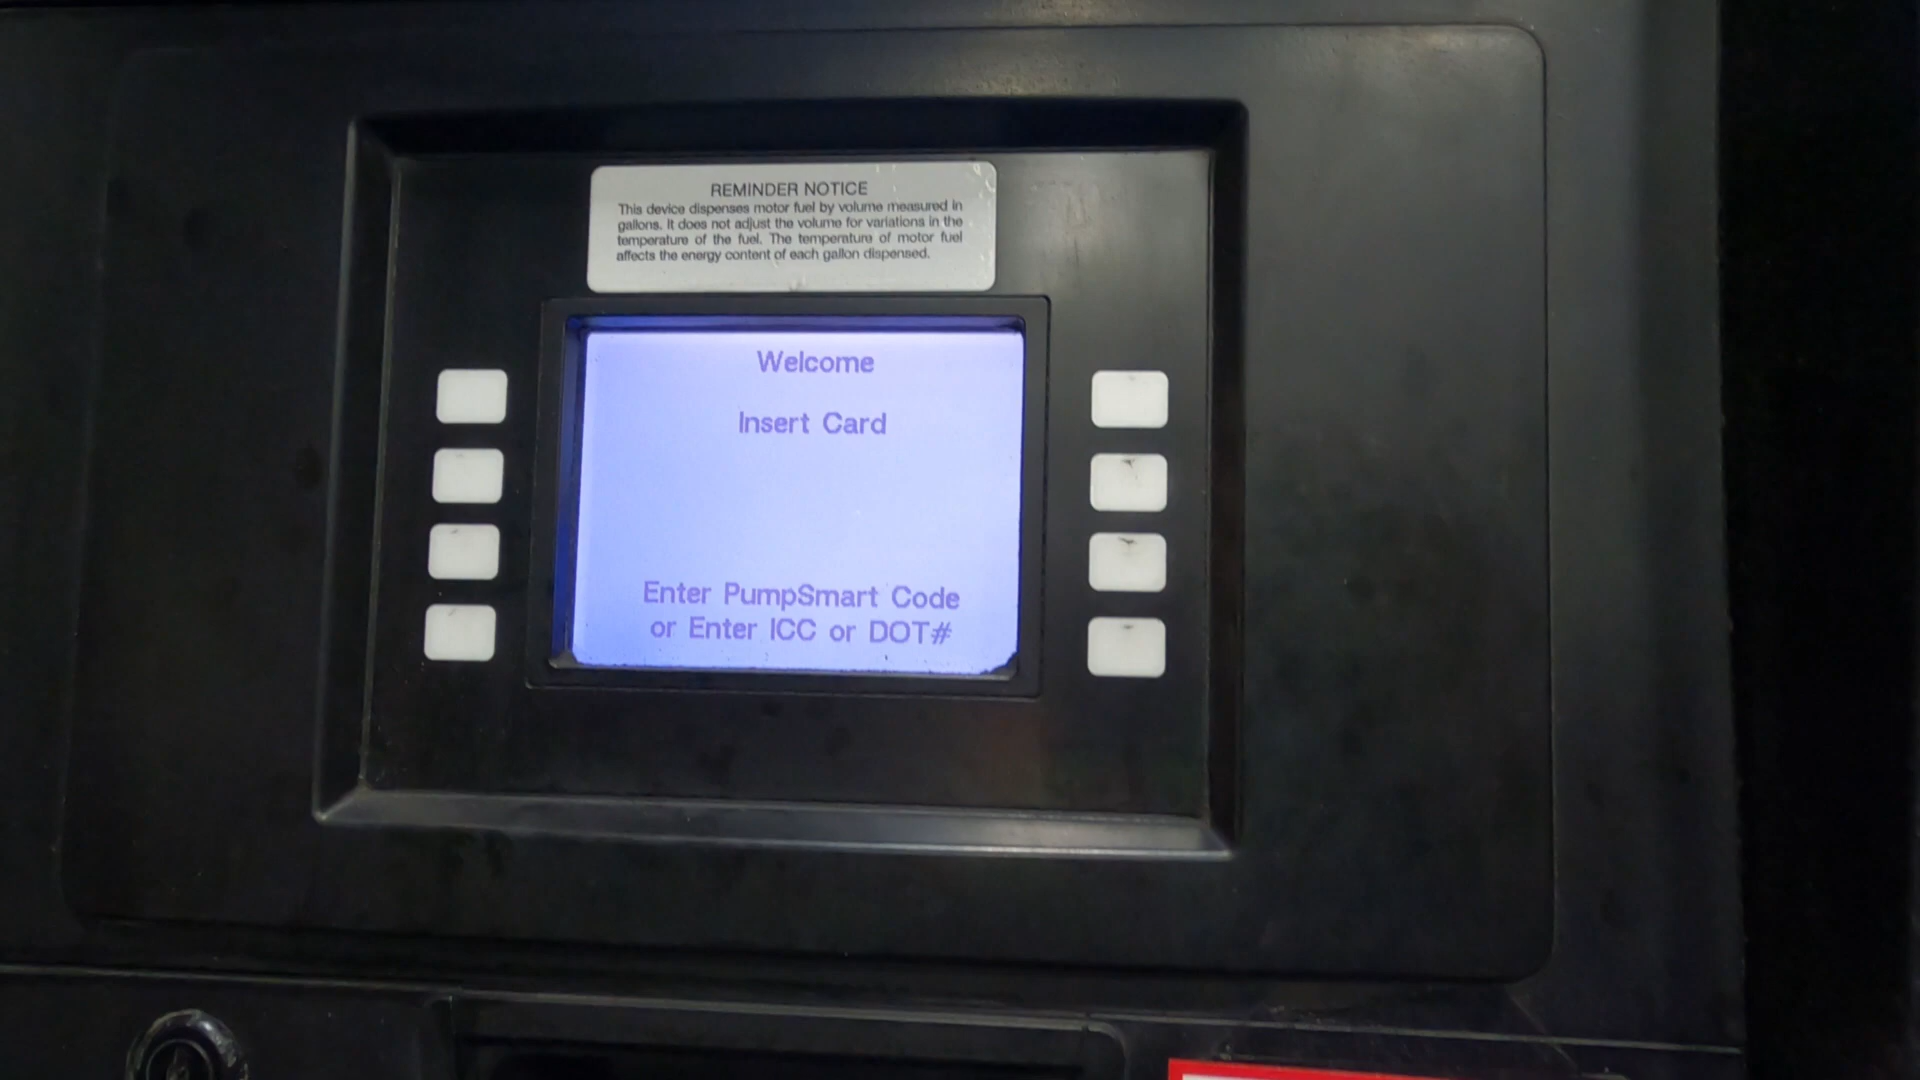 REMINDER NOTICE
This device dispenses motor fuel by volume measured in
gallons. It does not adjust the volume for variations in the
temperature of the fuel. The temperature of motor fuel
affects the energy content of each gallon dispensed.
Welcome
Insert Card
Enter PumpSmart Code
or Enter ICC or DOT#